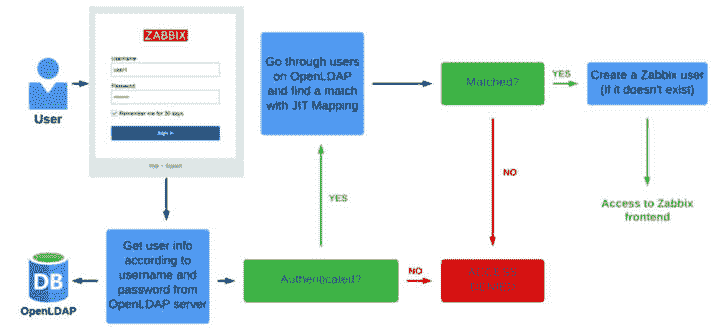 ZABBIX
Username
user1
Password
Remember me for 30 days
Sign in
Help • Support
User
Get user info
according to
username and
password from
OpenLDAP server
DB
OpenLDAP
Authenticated?
YES
NO
Go through users
on OpenLDAP
and find a match
with JIT Mapping
Matched?
YES
NO
Create a Zabbix user
(if it doesn't exist)
Access to Zabbix
frontend